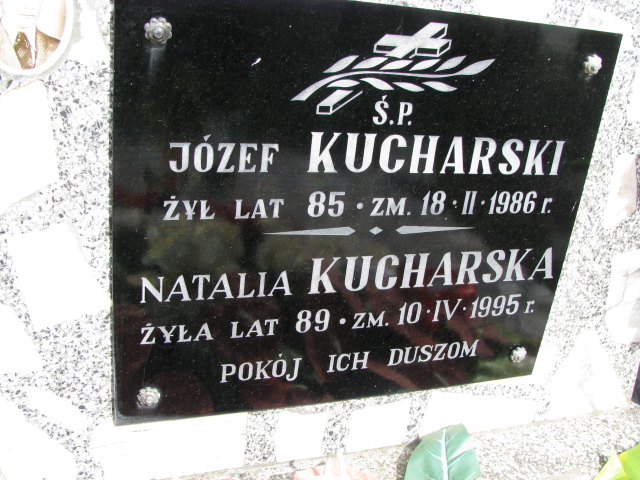 Ś.P.
JÓZEF KUCHARSKI
ŻYŁ LAT 85 · ZM. 18·II·1986 r.
NATALIA KUCHARSKA
ŻYŁA LAT 89 · ZM. 10·IV·1995 r.
POKÓJ ICH DUSZOM